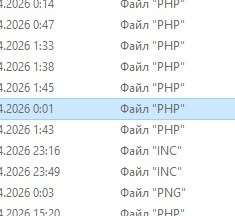 4.2026 0:14 Файл "PHP"
4.2026 0:47 Файл "PHP"
4.2026 1:33 Файл "PHP"
4.2026 1:38 Файл "PHP"
4.2026 1:45 Файл "PHP"
4.2026 0:01 Файл "PHP"
4.2026 1:43 Файл "PHP"
4.2026 23:16 Файл "INC"
4.2026 23:49 Файл "INC"
4.2026 0:03 Файл "PNG"
4.2026 15:20 Файл "PHP"